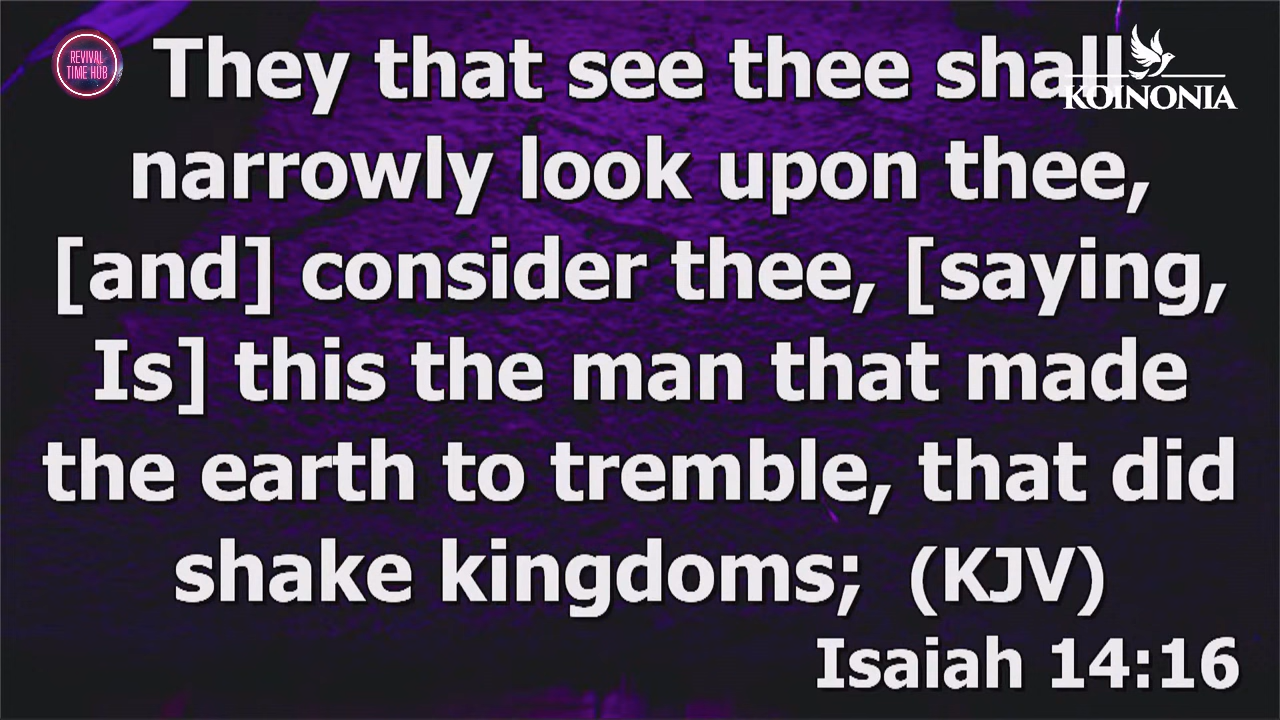 REVIVAL
TIME HUB
KOINONIA
They that see thee shall
narrowly look upon thee,
[and] consider thee, [saying,
Is] this the man that made
the earth to tremble, that did
shake kingdoms; (KJV)
Isaiah 14:16